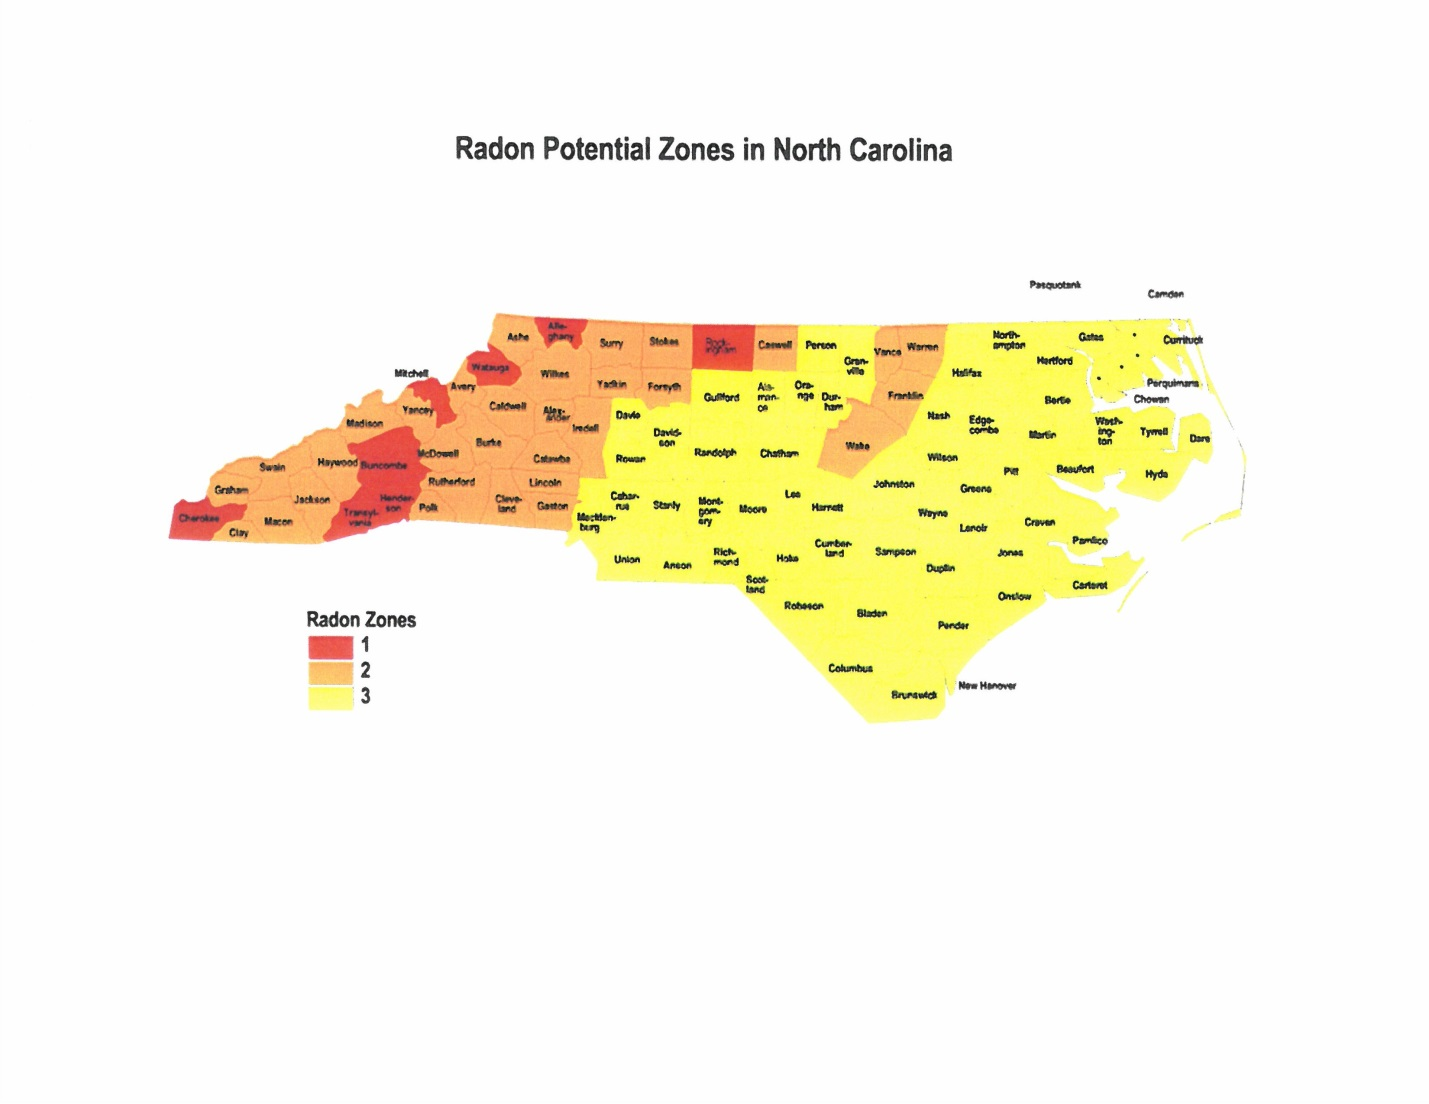 Radon Potential Zones in North Carolina
Pasquotank
Camden
Ashe
Alle-
ghany
Surry
Stokes
Rock-
ingham
Caswell
Person
Gran-
ville
Vance
Warren
North-
ampton
Gates
Currituck
Hertford
Halifax
Mitchell
Watauga
Avery
Wilkes
Yadkin
Forsyth
Guilford
Ala-
man-
ce
Ora-
nge
Dur-
ham
Franklin
Perquimans
Chowan
Bertie
Yancey
Caldwell
Alex-
ander
Iredell
Davie
Nash
Edge-
combe
Martin
Wash-
ing-
ton
Tyrrell
Dare
Madison
Burke
David-
son
Wake
Haywood
Buncombe
McDowell
Catawba
Rowan
Randolph
Chatham
Wilson
Pitt
Beaufort
Hyde
Swain
Graham
Jackson
Rutherford
Lincoln
Johnston
Greene
Cherokee
Clay
Macon
Transyl-
vania
Hender-
son
Polk
Cleve-
land
Gaston
Mecklen-
burg
Cabar-
rus
Stanly
Mont-
gom-
ery
Moore
Lee
Harnett
Wayne
Lenoir
Craven
Pamlico
Union
Anson
Rich-
mond
Hoke
Cumber-
land
Sampson
Duplin
Jones
Carteret
Scot-
land
Robeson
Bladen
Onslow
Pender
Columbus
Brunswick
New Hanover
Radon Zones
1
2
3